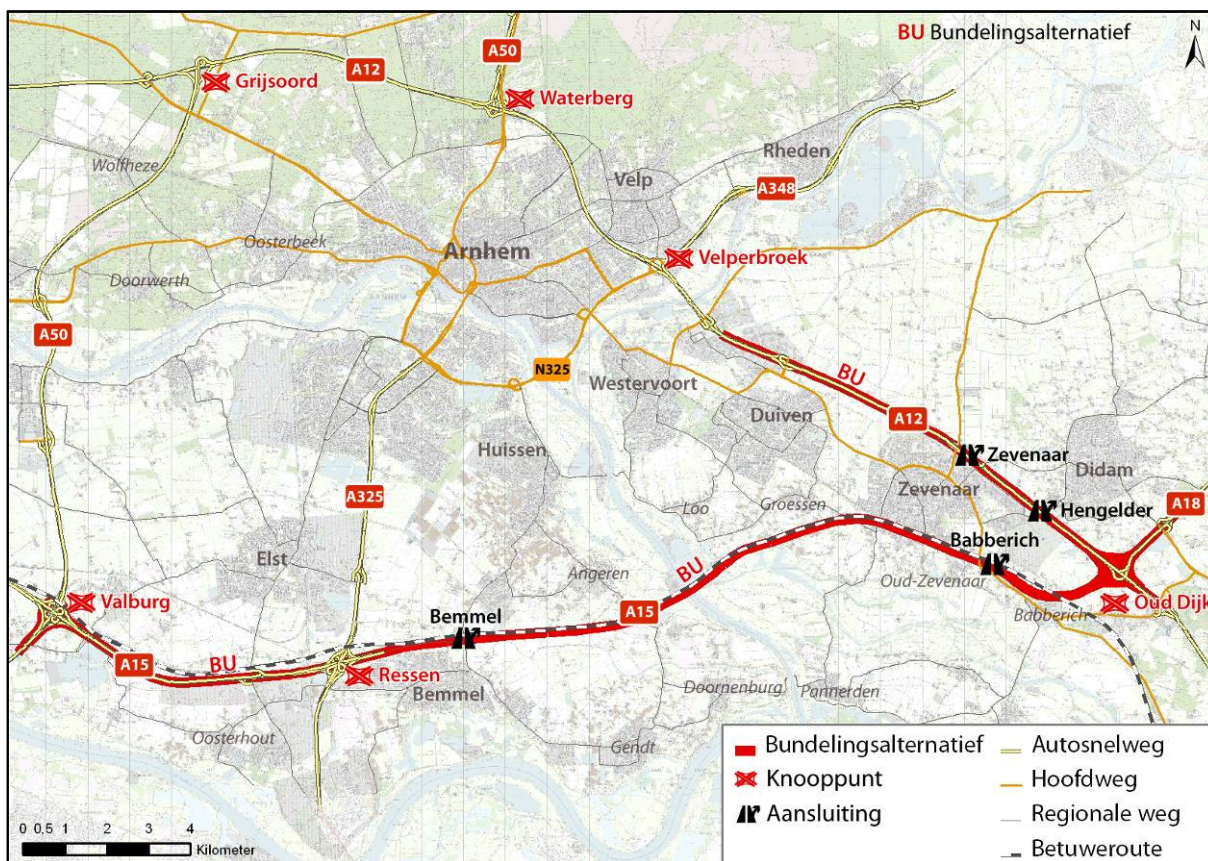 BU Bundelingsalternatief
N
A50
A12
Grijsoord
Waterberg
Wolfheze
Velp
Rheden
A348
Oosterbeek
Arnhem
Velperbroek
Doorwerth
A50
N325
Westervoort
BU
Duiven
A12
Huissen
Zevenaar
Didam
A325
Zevenaar
Loo
Groessen
Hengelder
A18
Elst
Babberich
Angeren
BU
Oud-Zevenaar
Valburg
Bemmel
A15
Babberich
Oud Dijk
A15
BU
Ressen
Bemmel
Doornenburg
Pannerden
Oosterhout
Gendt
Bundelingsalternatief
Knooppunt
Aansluiting
Autosnelweg
Hoofdweg
Regionale weg
Betuweroute
0 0,5 1 2 3 4
Kilometer